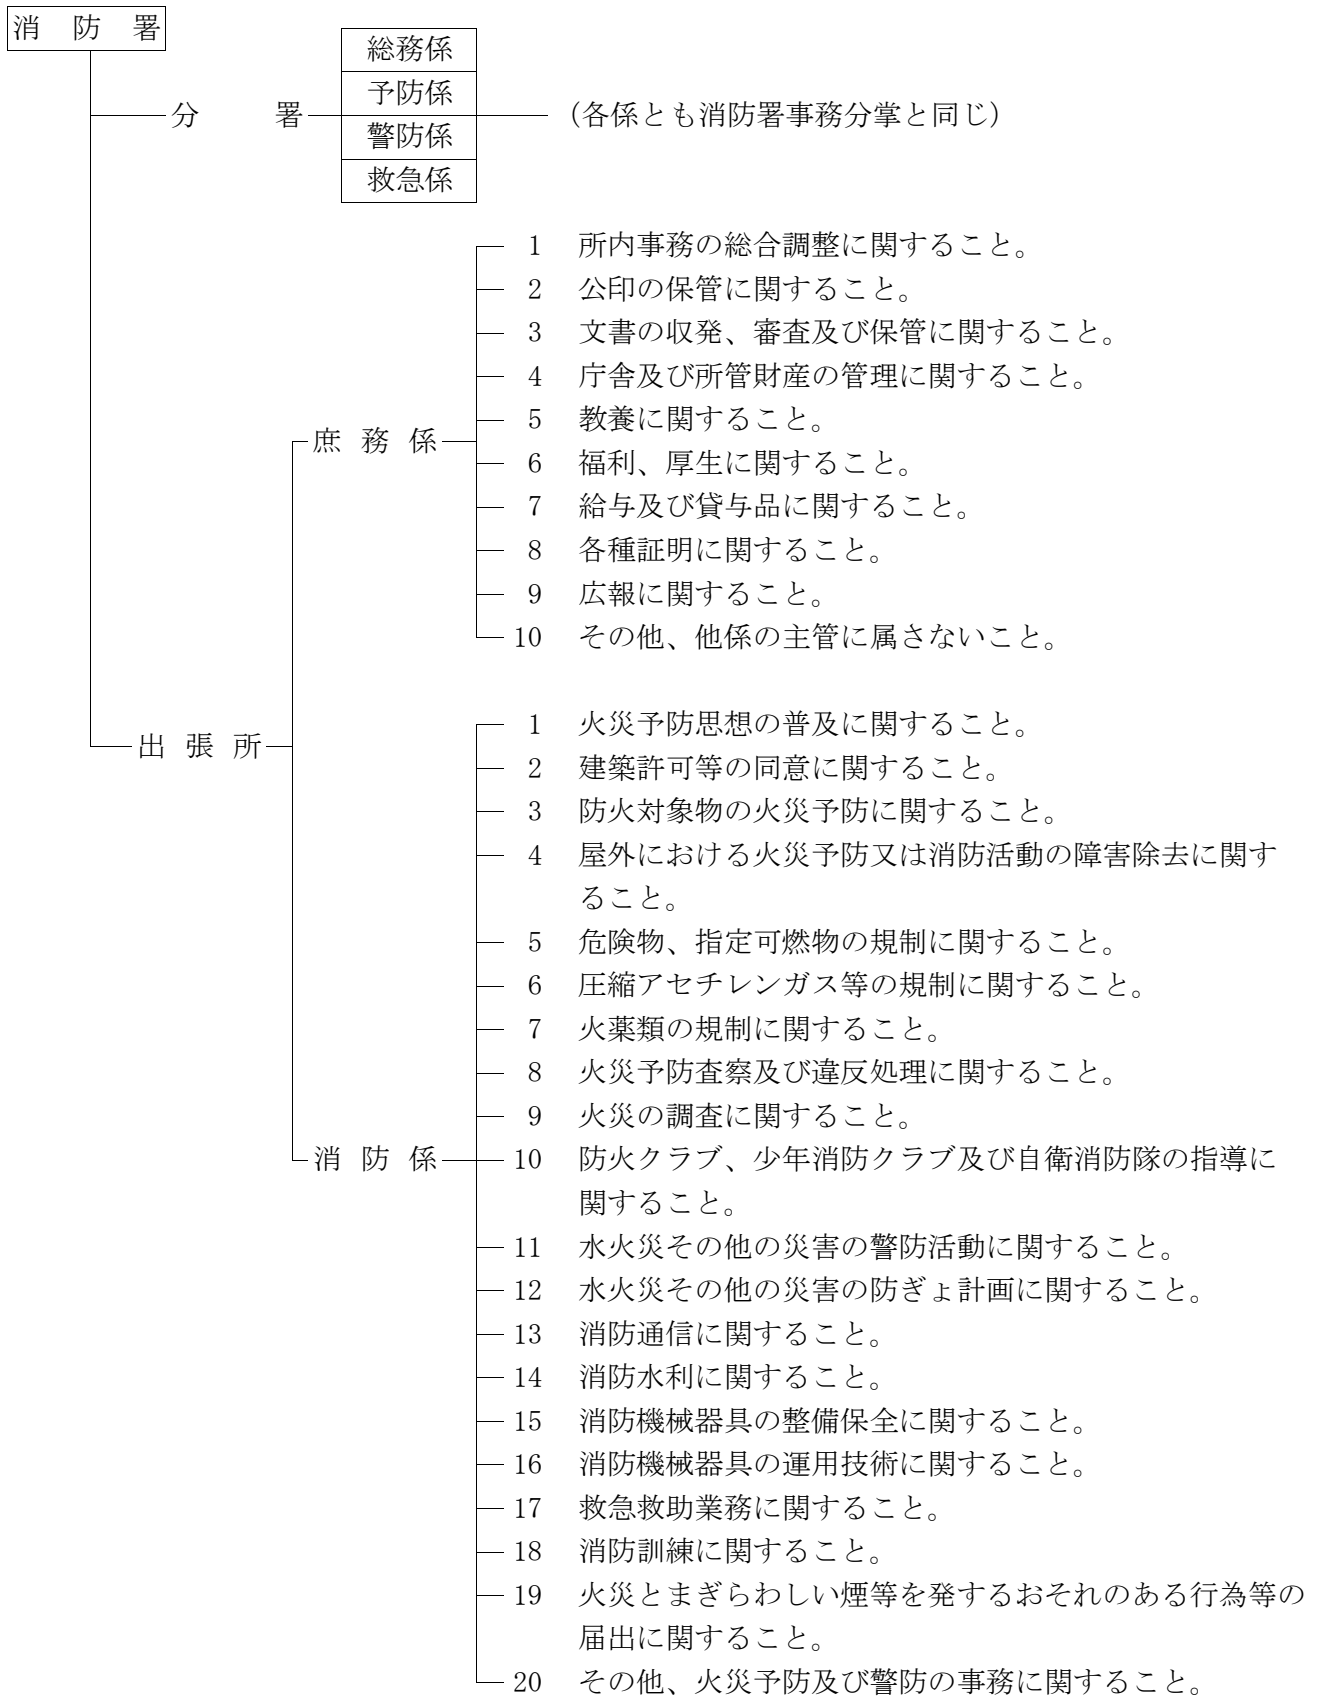 消防署
総務係
予防係
分署 （各係とも消防署事務分掌と同じ）
警防係
救急係
1 所内事務の総合調整に関すること。
2 公印の保管に関すること。
3 文書の収発、審査及び保管に関すること。
4 庁舎及び所管財産の管理に関すること。
5 教養に関すること。
庶務係
6 福利、厚生に関すること。
7 給与及び貸与品に関すること。
8 各種証明に関すること。
9 広報に関すること。
10 その他、他係の主管に属さないこと。
出張所
1 火災予防思想の普及に関すること。
2 建築許可等の同意に関すること。
3 防火対象物の火災予防に関すること。
4 屋外における火災予防又は消防活動の障害除去に関す
ること。
5 危険物、指定可燃物の規制に関すること。
6 圧縮アセチレンガス等の規制に関すること。
7 火薬類の規制に関すること。
8 火災予防査察及び違反処理に関すること。
9 火災の調査に関すること。
消防係 10 防火クラブ、少年消防クラブ及び自衛消防隊の指導に
関すること。
11 水火災その他の災害の警防活動に関すること。
12 水火災その他の災害の防ぎょ計画に関すること。
13 消防通信に関すること。
14 消防水利に関すること。
15 消防機械器具の整備保全に関すること。
16 消防機械器具の運用技術に関すること。
17 救急救助業務に関すること。
18 消防訓練に関すること。
19 火災とまぎらわしい煙等を発するおそれのある行為等の
届出に関すること。
20 その他、火災予防及び警防の事務に関すること。